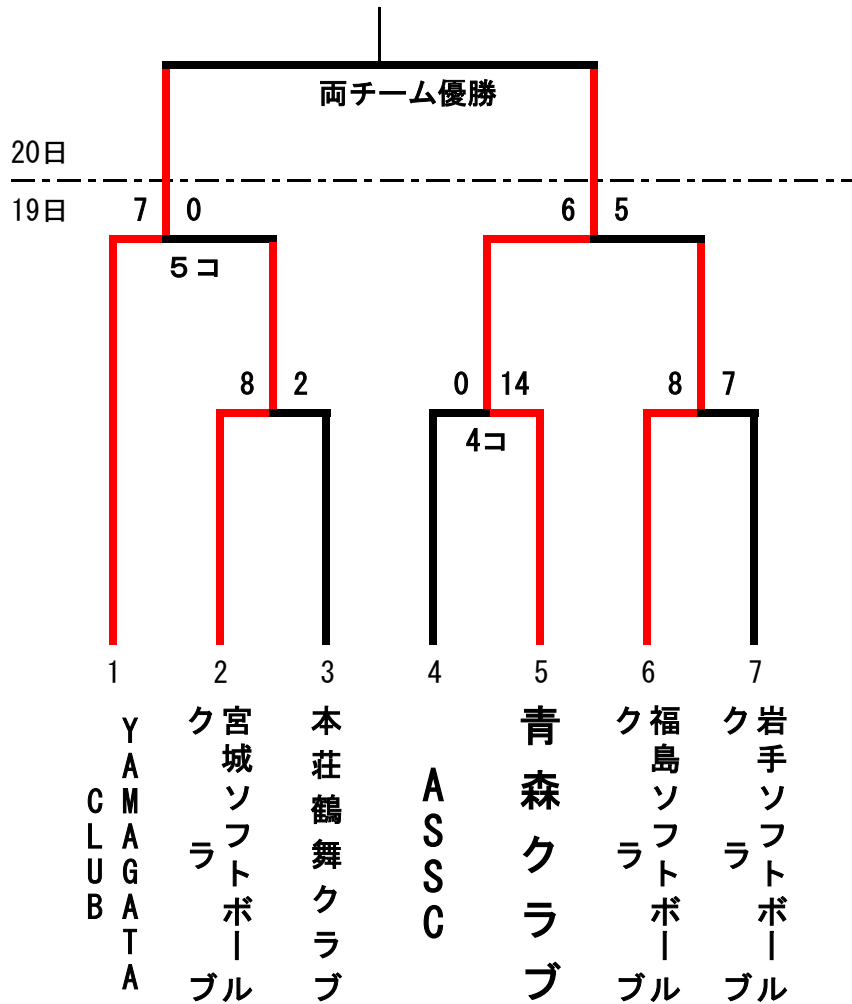 両チーム優勝
20日
19日
7 0
6 5
5コ
8 2
0 14
8 7
4コ
1 2 3 4 5 6 7
YAMAGATA
CLUB
宮城ソフトボール
クラブ
本荘鶴舞クラブ
ASSC
青森クラブ
福島ソフトボール
クラブ
岩手ソフトボール
クラブ